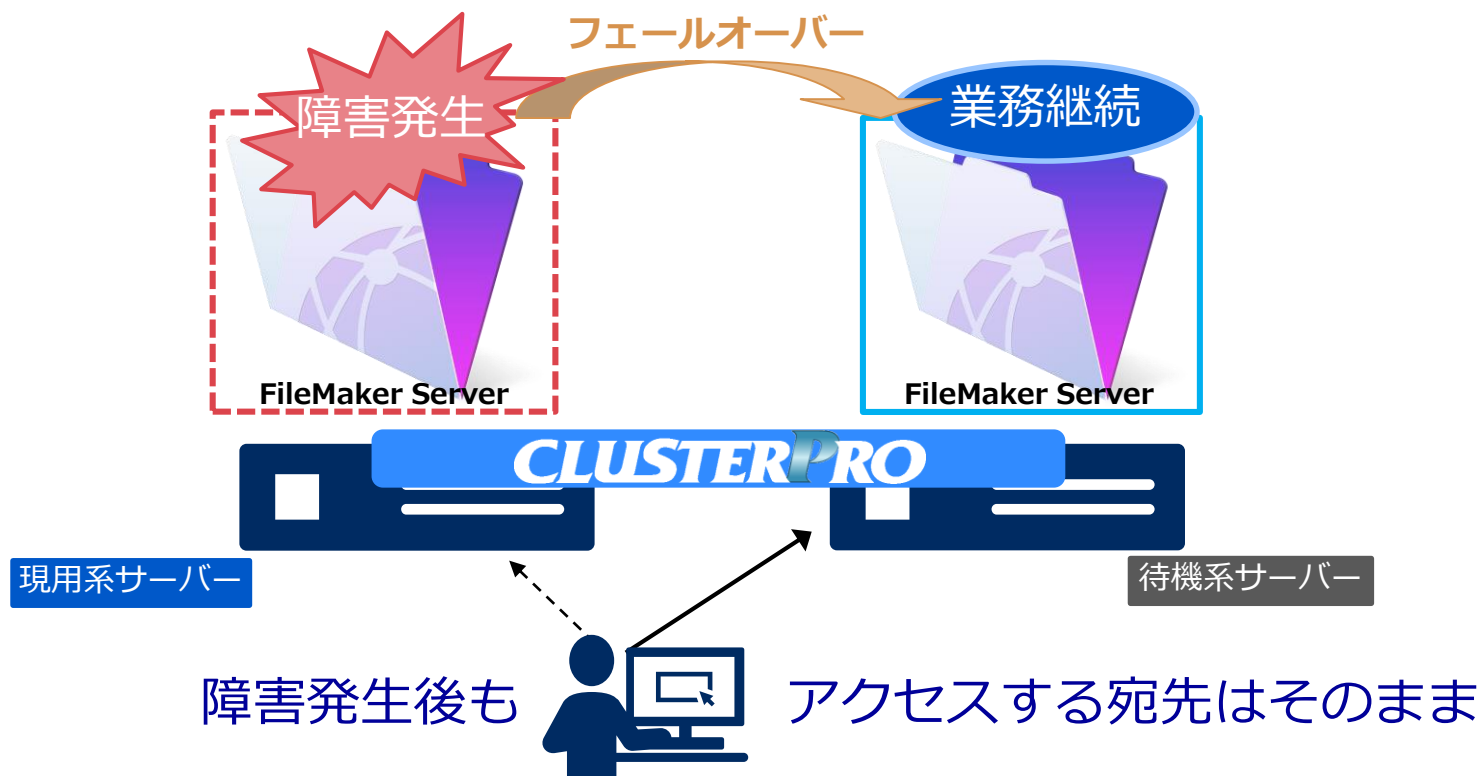 フェールオーバー
障害発生
業務継続
FileMaker Server
FileMaker Server
CLUSTERPRO
現用系サーバー
待機系サーバー
障害発生後も
アクセスする宛先はそのまま